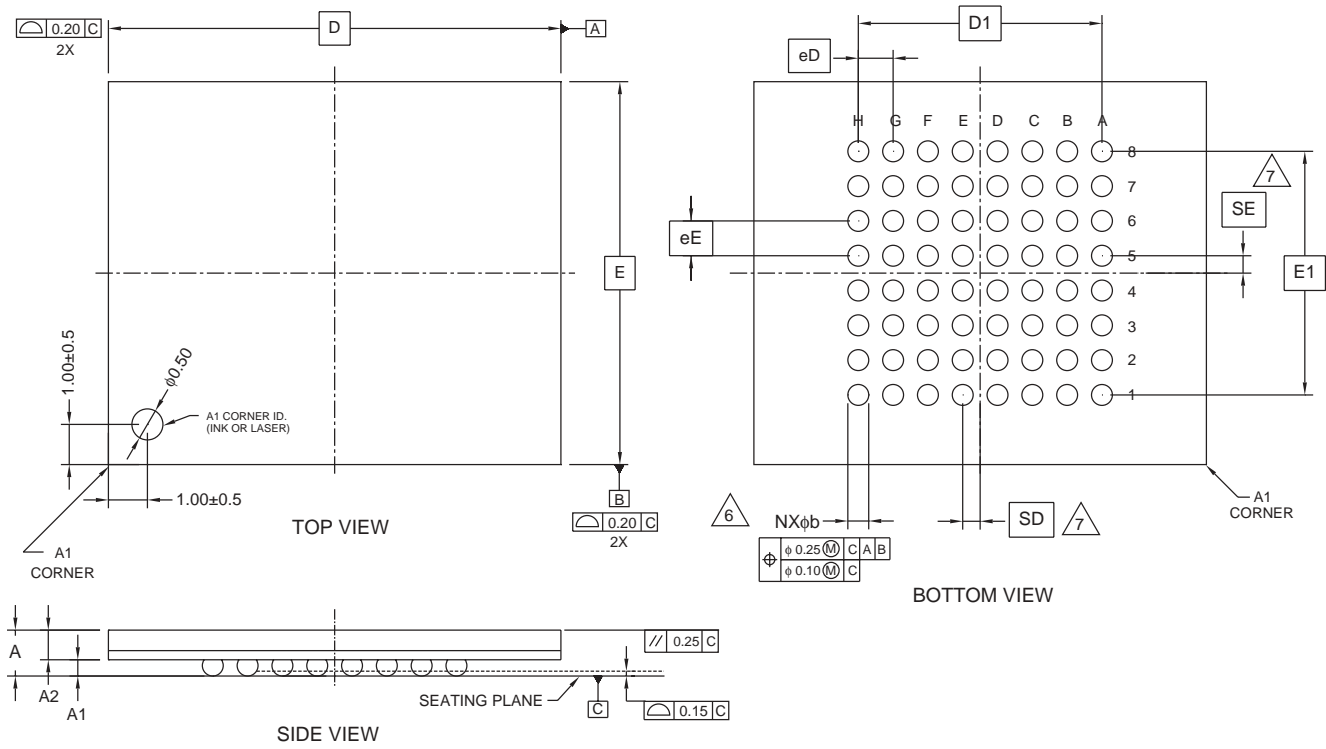 ⌓ 0.20 C
2X
D
A
E
1.00±0.5
ϕ0.50
A1 CORNER ID.
(INK OR LASER)
1.00±0.5
A1
CORNER
TOP VIEW
B
⌓ 0.20 C
2X
D1
eD
H G F E D C B A
8
7
6
5
4
3
2
1
7
SE
eE
E1
6
NXϕb
⌖ ϕ 0.25 Ⓜ C A B
ϕ 0.10 Ⓜ C
SD
7
A1
CORNER
BOTTOM VIEW
A
A2
A1
// 0.25 C
SEATING PLANE
C
⌓ 0.15 C
SIDE VIEW